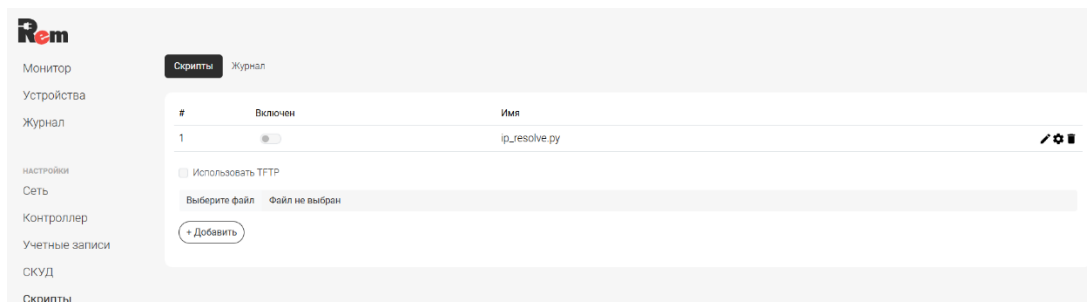 Rem
Монитор
Устройства
Журнал
НАСТРОЙКИ
Сеть
Контроллер
Учетные записи
СКУД
Скрипты
Скрипты Журнал
# Включен Имя
1 ip_resolve.py
Использовать TFTP
Выберите файл Файл не выбран
+ Добавить